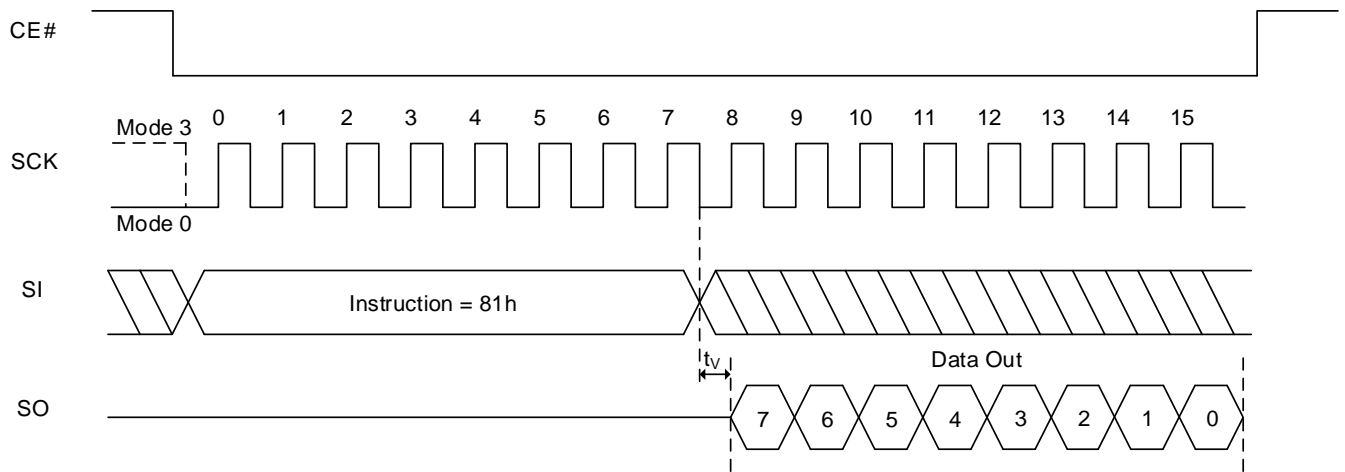 CE#
Mode 3 0 1 2 3 4 5 6 7 8 9 10 11 12 13 14 15
SCK
Mode 0
SI Instruction = 81h
tV Data Out
SO 7 6 5 4 3 2 1 0